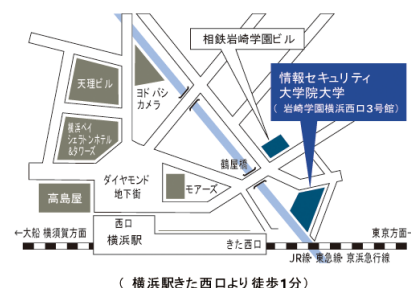 相鉄岩崎学園ビル
情報セキュリティ
大学院大学
( 岩崎学園横浜西口3号館)
天理ビル
ヨドバシ
カメラ
横浜ベイ
シェラトンホテル
&タワーズ
鶴屋橋
ダイヤモンド
地下街
モアーズ
高島屋
西口
横浜駅
きた西口
←大船 横須賀方面
東京方面→
JR線・東急線・京浜急行線
( 横浜駅きた西口より徒歩1分)